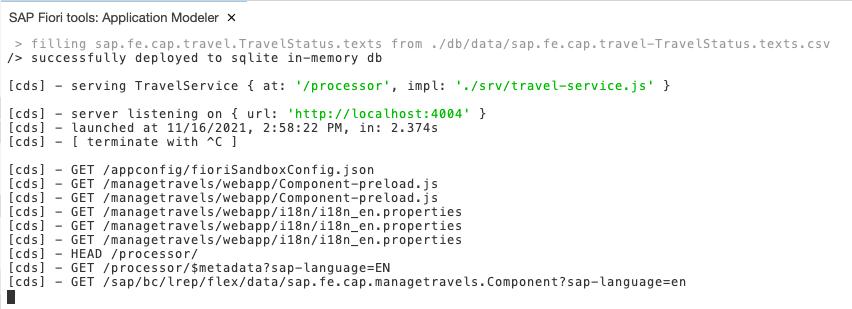 SAP Fiori tools: Application Modeler ×
> filling sap.fe.cap.travel.TravelStatus.texts from ./db/data/sap.fe.cap.travel-TravelStatus.texts.csv
/> successfully deployed to sqlite in-memory db
[cds] - serving TravelService { at: '/processor', impl: './srv/travel-service.js' }
[cds] - server listening on { url: 'http://localhost:4004' }
[cds] - launched at 11/16/2021, 2:58:22 PM, in: 2.374s
[cds] - [ terminate with ^C ]
[cds] - GET /appconfig/fioriSandboxConfig.json
[cds] - GET /managetravels/webapp/Component-preload.js
[cds] - GET /managetravels/webapp/Component-preload.js
[cds] - GET /managetravels/webapp/i18n/i18n_en.properties
[cds] - GET /managetravels/webapp/i18n/i18n_en.properties
[cds] - GET /managetravels/webapp/i18n/i18n_en.properties
[cds] - HEAD /processor/
[cds] - GET /processor/$metadata?sap-language=EN
[cds] - GET /sap/bc/lrep/flex/data/sap.fe.cap.managetravels.Component?sap-language=en